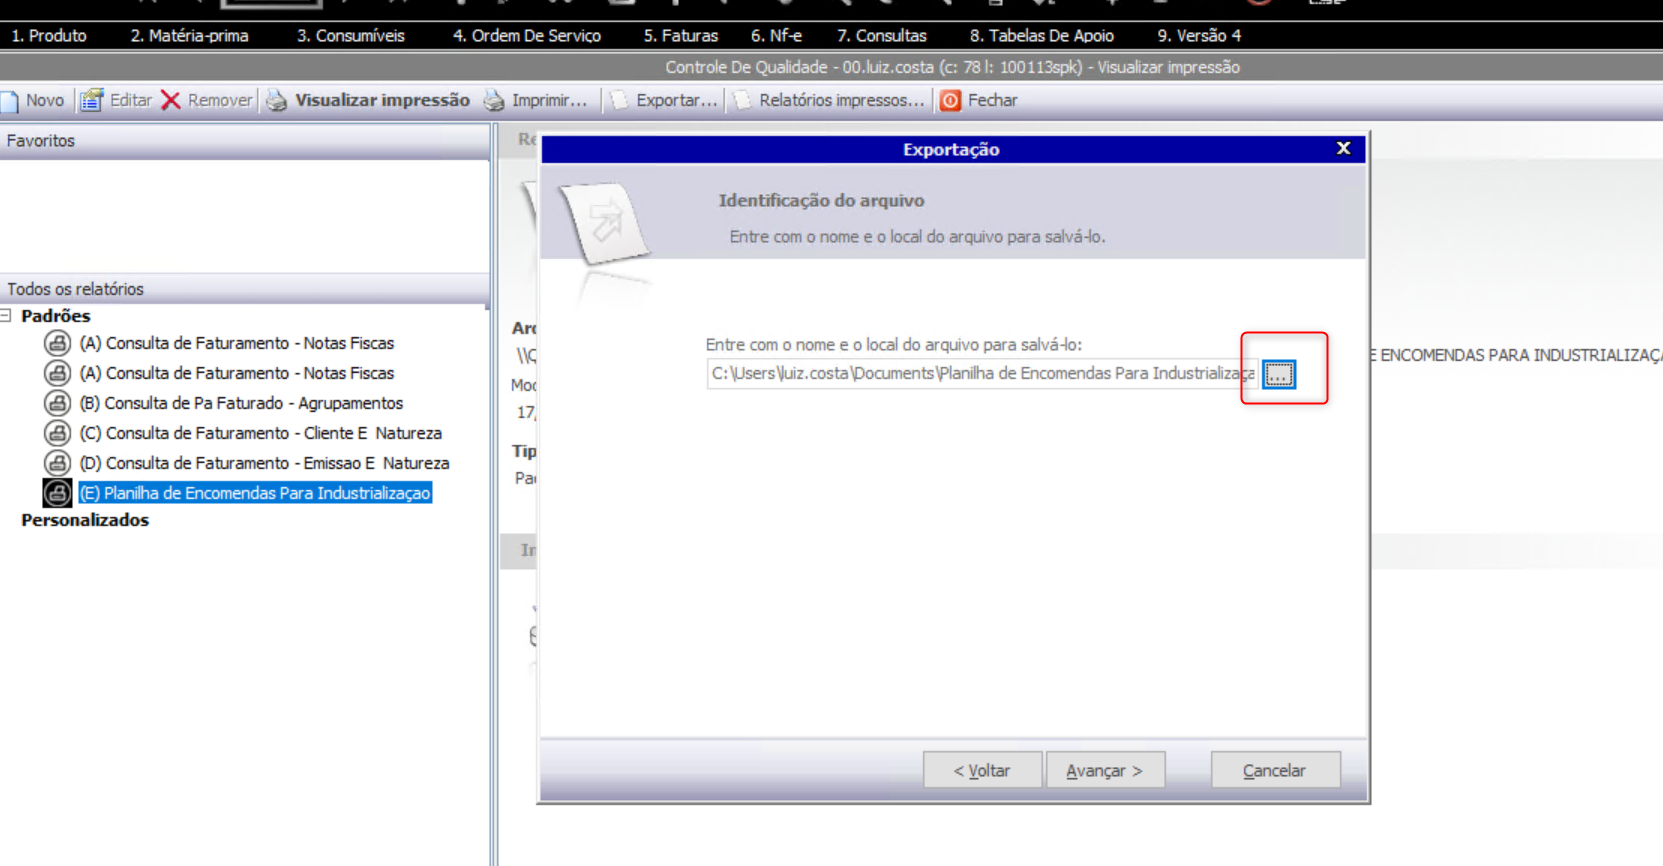 1. Produto 2. Matéria-prima 3. Consumíveis 4. Ordem De Serviço 5. Faturas 6. Nf-e 7. Consultas 8. Tabelas De Apoio 9. Versão 4
Controle De Qualidade - 00.luiz.costa (c: 78 l: 100113spk) - Visualizar impressão
Novo Editar Remover Visualizar impressão Imprimir... Exportar... Relatórios impressos... Fechar
Favoritos
Todos os relatórios
Padrões
(A) Consulta de Faturamento - Notas Fiscas
(A) Consulta de Faturamento - Notas Fiscas
(B) Consulta de Pa Faturado - Agrupamentos
(C) Consulta de Faturamento - Cliente E Natureza
(D) Consulta de Faturamento - Emissao E Natureza
(E) Planilha de Encomendas Para Industrializaçao
Personalizados
Exportação X
Identificação do arquivo
Entre com o nome e o local do arquivo para salvá-lo.
Entre com o nome e o local do arquivo para salvá-lo:
C:\Users\luiz.costa\Documents\Planilha de Encomendas Para Industrializaça ...
< Voltar Avançar > Cancelar
E ENCOMENDAS PARA INDUSTRIALIZAÇ
17,